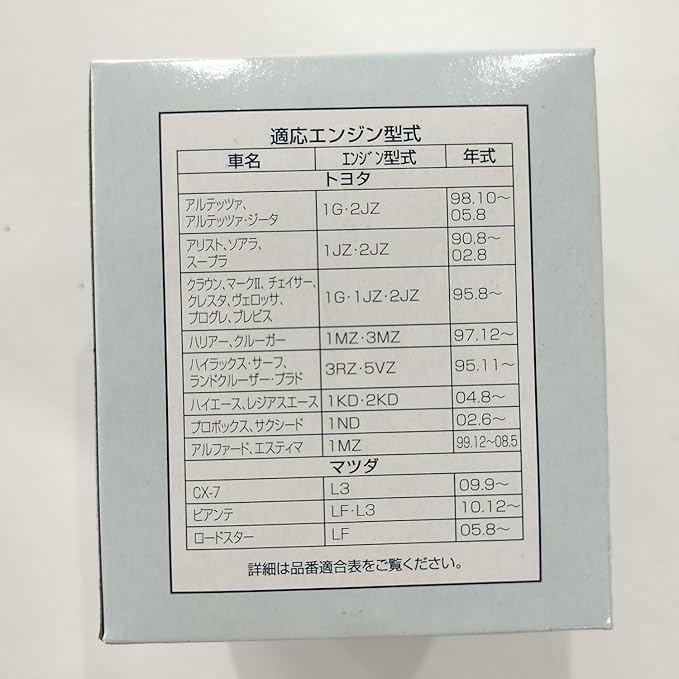 適応エンジン型式
車名 エンジン型式 年式
トヨタ
アルテッツァ、
アルテッツァ・ジータ 1G・2JZ 98.10〜
05.8
アリスト、ソアラ、
スープラ 1JZ・2JZ 90.8〜
02.8
クラウン、マークⅡ、チェイサー、
クレスタ、ヴェロッサ、
プログレ、ブレビス 1G・1JZ・2JZ 95.8〜
ハリアー、クルーガー 1MZ・3MZ 97.12〜
ハイラックス・サーフ、
ランドクルーザー・プラド 3RZ・5VZ 95.11〜
ハイエース、レジアスエース 1KD・2KD 04.8〜
プロボックス、サクシード 1ND 02.6〜
アルファード、エスティマ 1MZ 99.12〜08.5
マツダ
CX-7 L3 09.9〜
ビアンテ LF・L3 10.12〜
ロードスター LF 05.8〜
詳細は品番適合表をご覧ください。